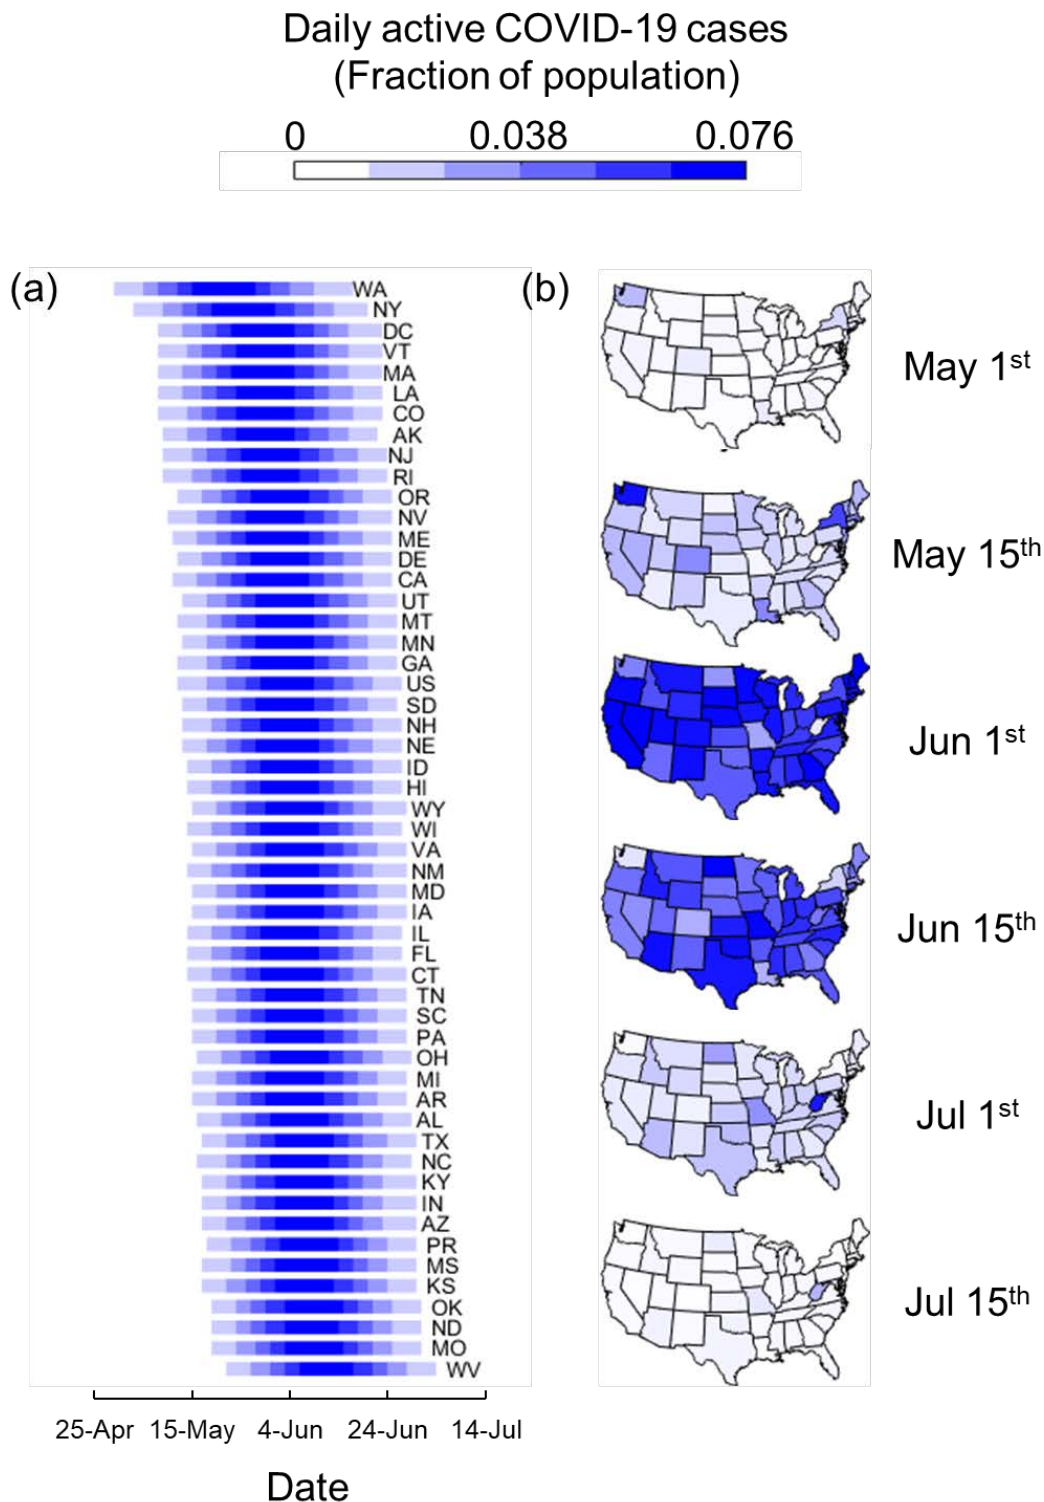 Daily active COVID-19 cases
(Fraction of population)
0 0.038 0.076
(a)
WA
NY
DC
VT
MA
LA
CO
AK
NJ
RI
OR
NV
ME
DE
CA
UT
MT
MN
GA
US
SD
NH
NE
ID
HI
WY
WI
VA
NM
MD
IA
IL
FL
CT
TN
SC
PA
OH
MI
AR
AL
TX
NC
KY
IN
AZ
PR
MS
KS
OK
ND
MO
WV
25-Apr 15-May 4-Jun 24-Jun 14-Jul
Date
(b)
May 1st
May 15th
Jun 1st
Jun 15th
Jul 1st
Jul 15th